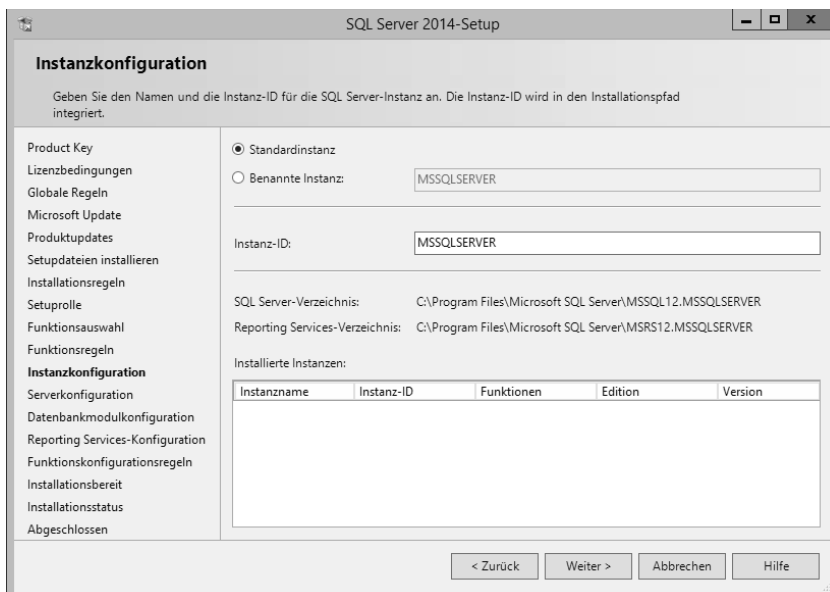 SQL Server 2014-Setup
Instanzkonfiguration
Geben Sie den Namen und die Instanz-ID für die SQL Server-Instanz an. Die Instanz-ID wird in den Installationspfad
integriert.
Product Key
Lizenzbedingungen
Globale Regeln
Microsoft Update
Produktupdates
Setupdateien installieren
Installationsregeln
Setuprolle
Funktionsauswahl
Funktionsregeln
Instanzkonfiguration
Serverkonfiguration
Datenbankmodulkonfiguration
Reporting Services-Konfiguration
Funktionskonfigurationsregeln
Installationsbereit
Installationsstatus
Abgeschlossen
Standardinstanz
Benannte Instanz: MSSQLSERVER
Instanz-ID: MSSQLSERVER
SQL Server-Verzeichnis: C:\Program Files\Microsoft SQL Server\MSSQL12.MSSQLSERVER
Reporting Services-Verzeichnis: C:\Program Files\Microsoft SQL Server\MSRS12.MSSQLSERVER
Installierte Instanzen:
Instanzname Instanz-ID Funktionen Edition Version
< Zurück Weiter > Abbrechen Hilfe